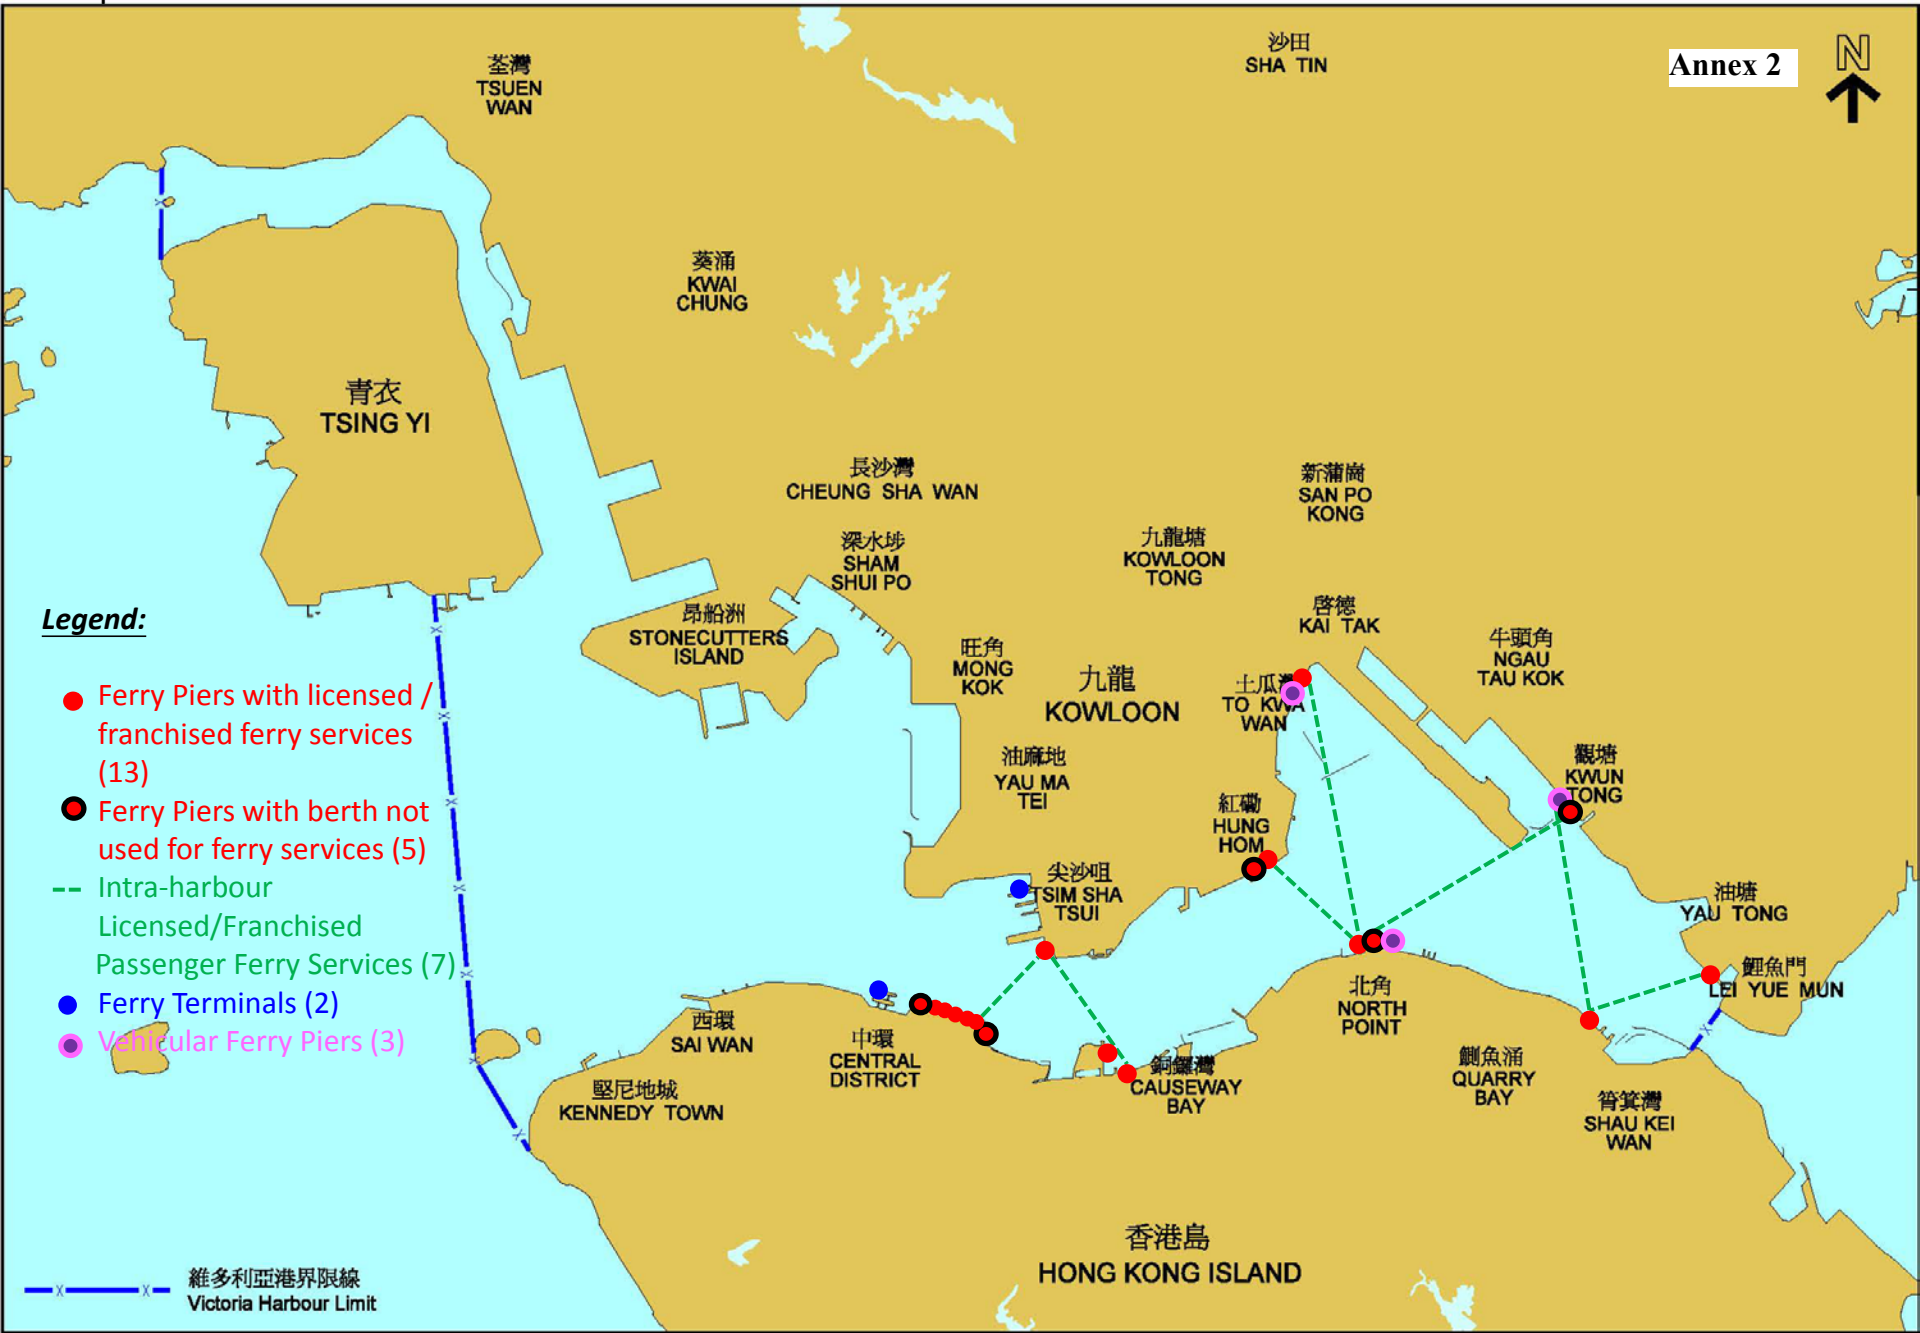 Annex 2
N
沙田
SHA TIN
荃灣
TSUEN
WAN
葵涌
KWAI
CHUNG
青衣
TSING YI
長沙灣
CHEUNG SHA WAN
新蒲崗
SAN PO
KONG
深水埗
SHAM
SHUI PO
九龍塘
KOWLOON
TONG
昂船洲
STONECUTTERS
ISLAND
啓德
KAI TAK
牛頭角
NGAU
TAU KOK
旺角
MONG
KOK
九龍
KOWLOON
土瓜灣
TO KWA
WAN
油麻地
YAU MA
TEI
觀塘
KWUN
TONG
紅磡
HUNG
HOM
尖沙咀
TSIM SHA
TSUI
油塘
YAU TONG
鯉魚門
LEI YUE MUN
北角
NORTH
POINT
西環
SAI WAN
中環
CENTRAL
DISTRICT
銅鑼灣
CAUSEWAY
BAY
鰂魚涌
QUARRY
BAY
堅尼地城
KENNEDY TOWN
筲箕灣
SHAU KEI
WAN
香港島
HONG KONG ISLAND
Legend:
Ferry Piers with licensed /
franchised ferry services
(13)
Ferry Piers with berth not
used for ferry services (5)
Intra-harbour
Licensed/Franchised
Passenger Ferry Services (7)
Ferry Terminals (2)
Vehicular Ferry Piers (3)
維多利亞港界限線
Victoria Harbour Limit